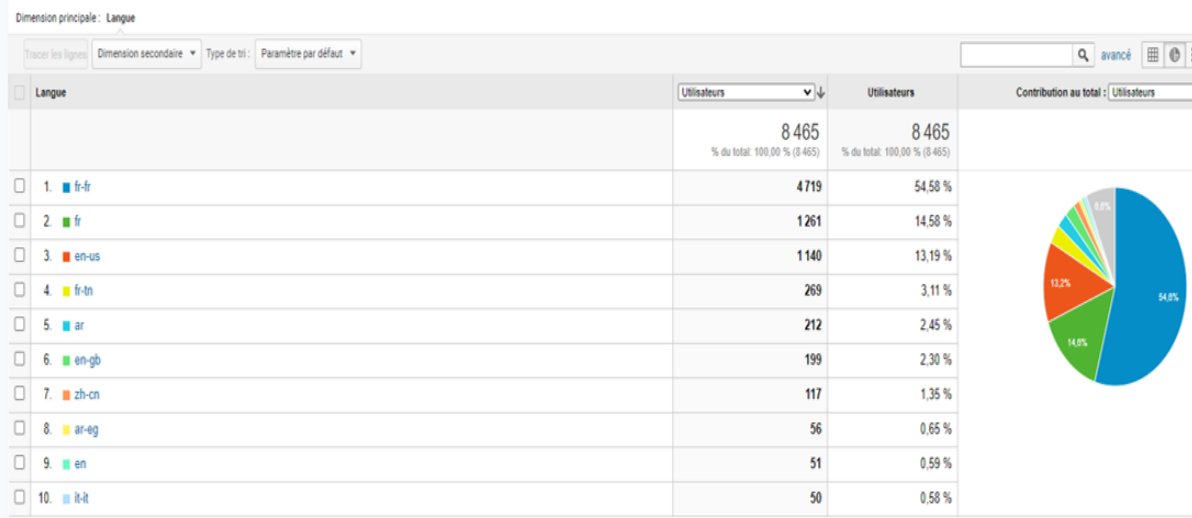 Dimension principale : Langue
Tracer les lignes Dimension secondaire Type de tri : Paramètre par défaut avancé
Langue Utilisateurs Utilisateurs Contribution au total : Utilisateurs
8 465 8 465
% du total: 100,00 % (8 465) % du total: 100,00 % (8 465)
1. fr-fr 4 719 54,58 %
2. fr 1 261 14,58 %
3. en-us 1 140 13,19 %
4. fr-tn 269 3,11 %
5. ar 212 2,45 %
6. en-gb 199 2,30 %
7. zh-cn 117 1,35 %
8. ar-eg 56 0,65 %
9. en 51 0,59 %
10. it-it 50 0,58 %
6,8%
13,2%
54,6%
14,6%